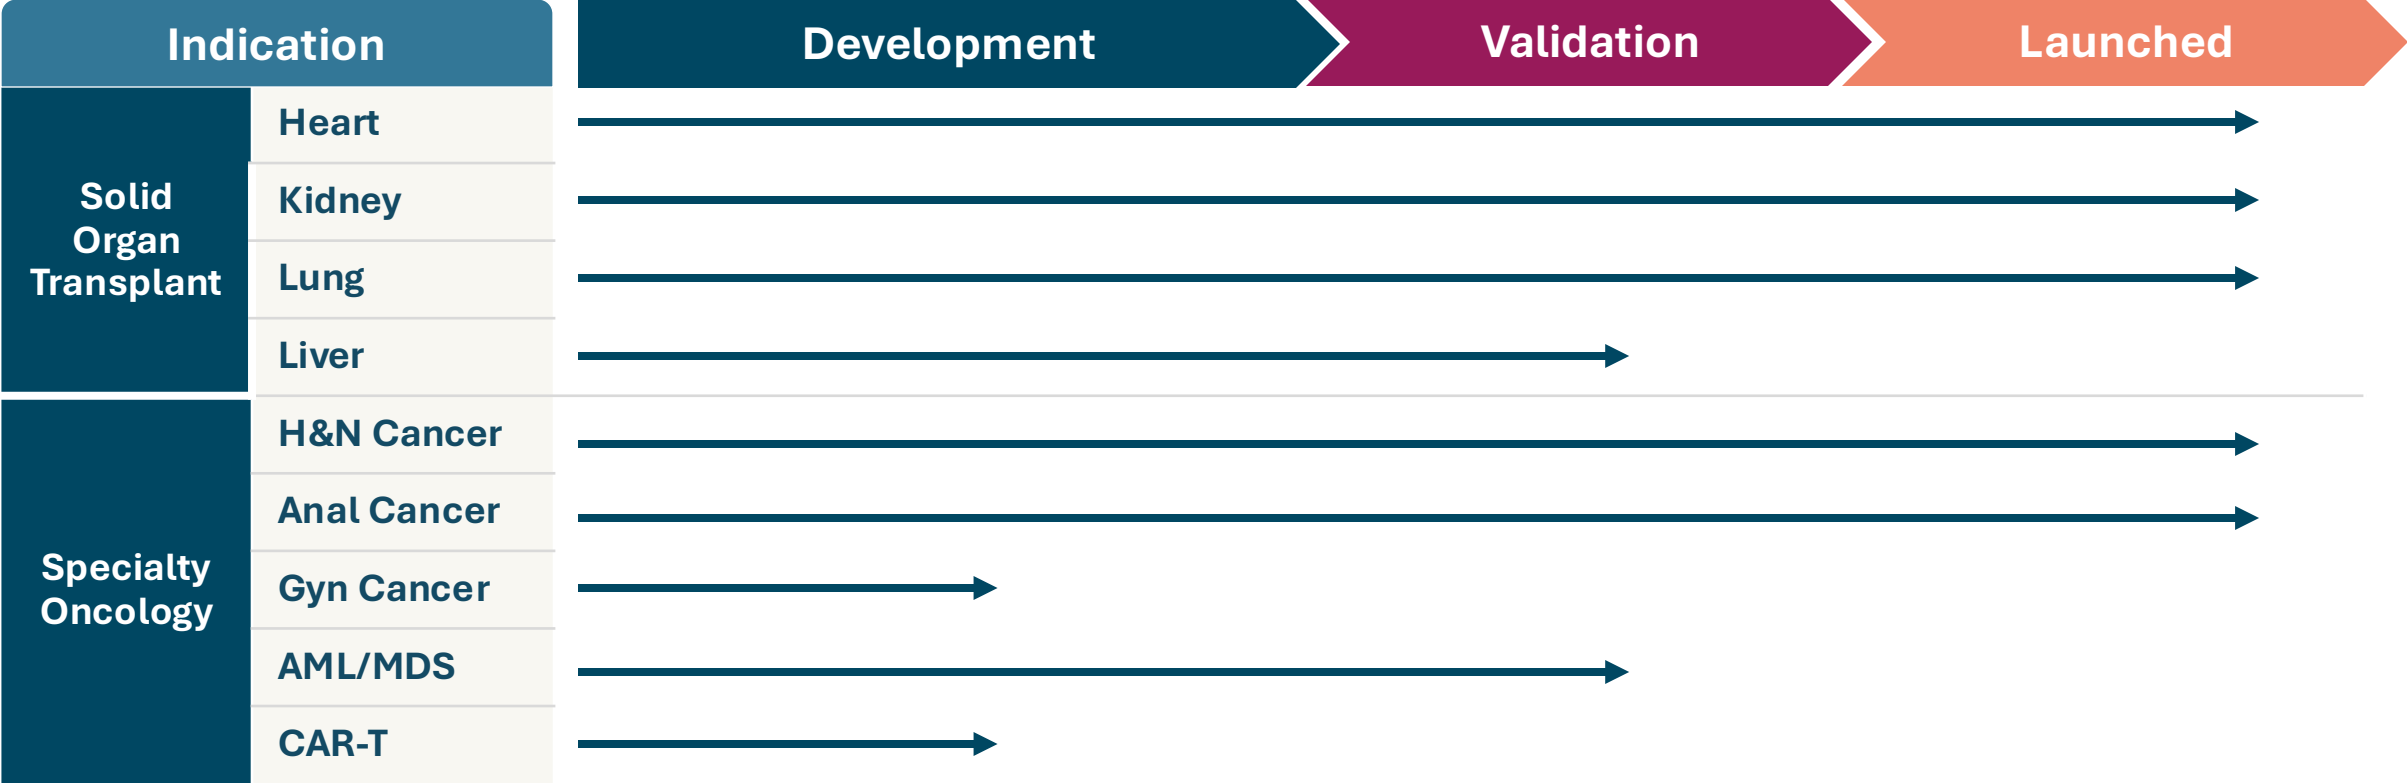 Indication
Development
Validation
Launched
Solid
Organ
Transplant
Heart
Kidney
Lung
Liver
Specialty
Oncology
H&N Cancer
Anal Cancer
Gyn Cancer
AML/MDS
CAR-T